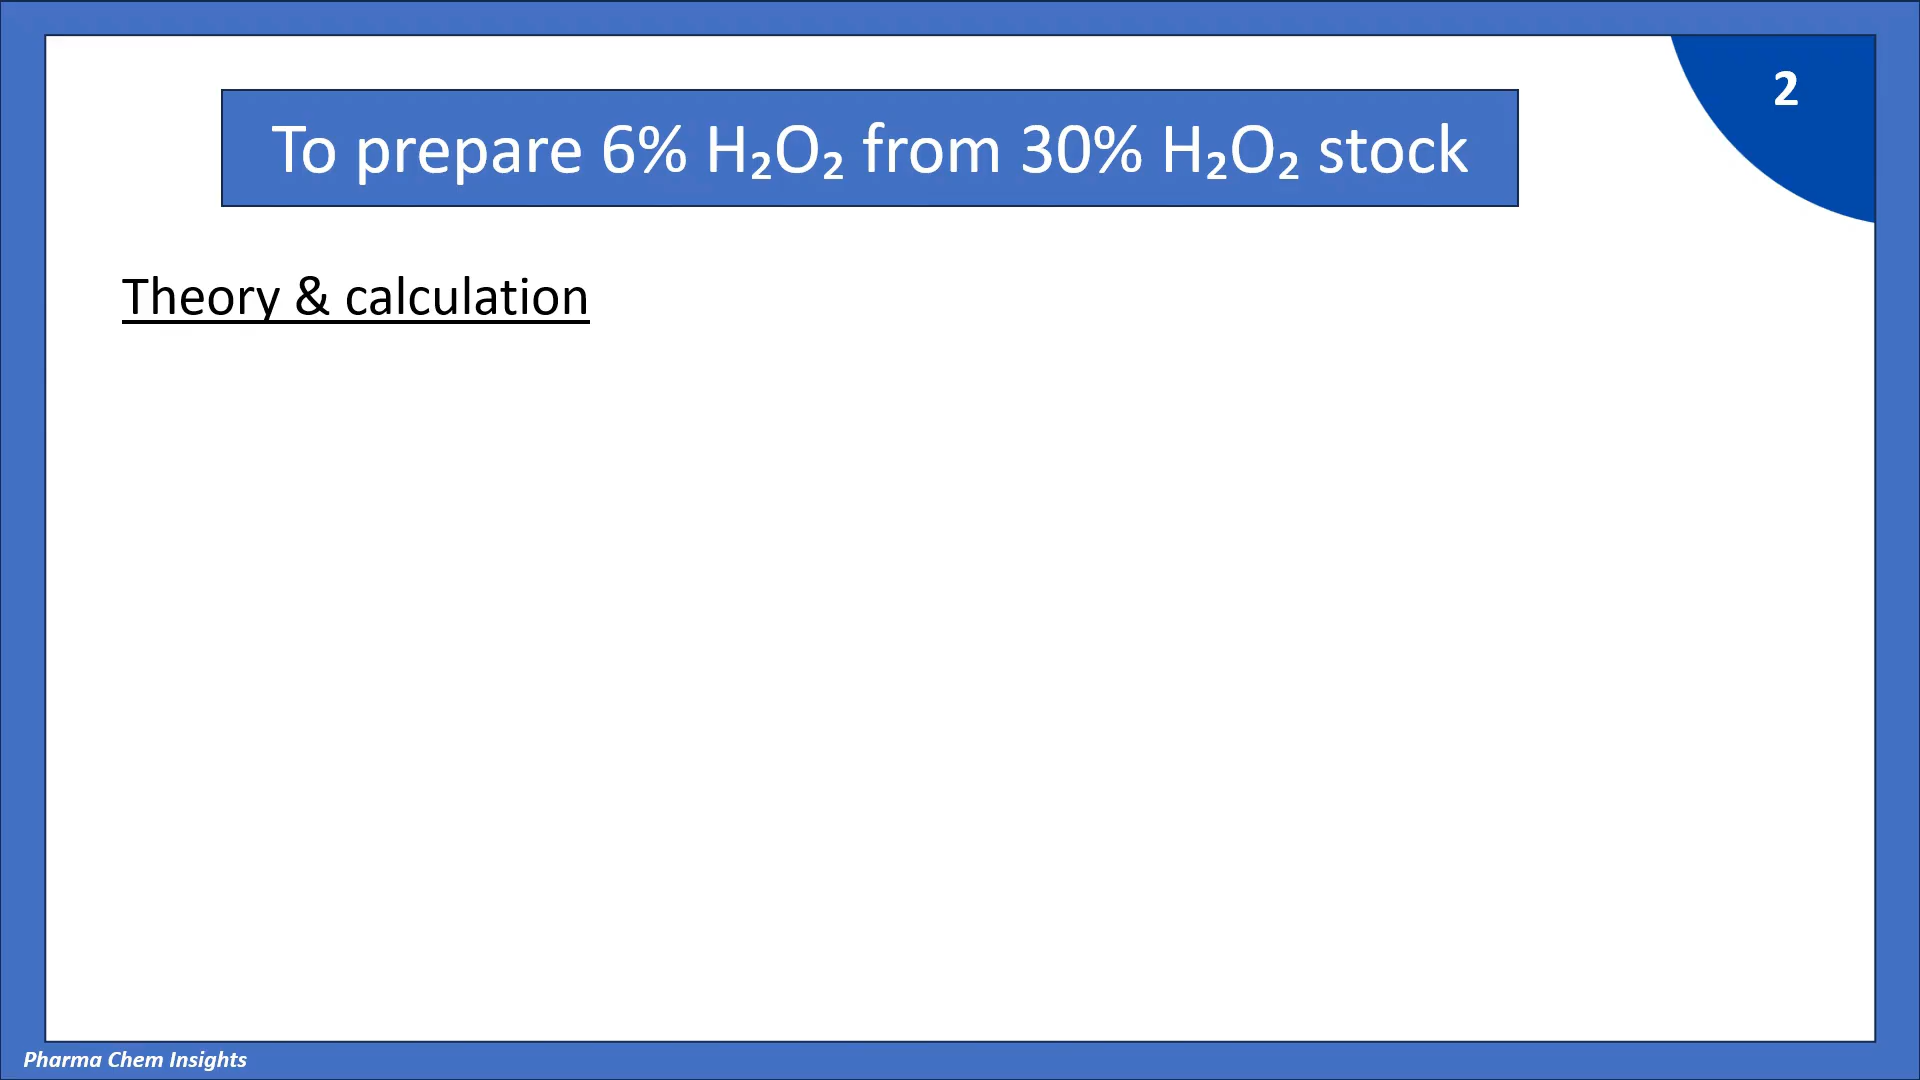 2
To prepare 6% H₂O₂ from 30% H₂O₂ stock
Theory & calculation
Pharma Chem Insights